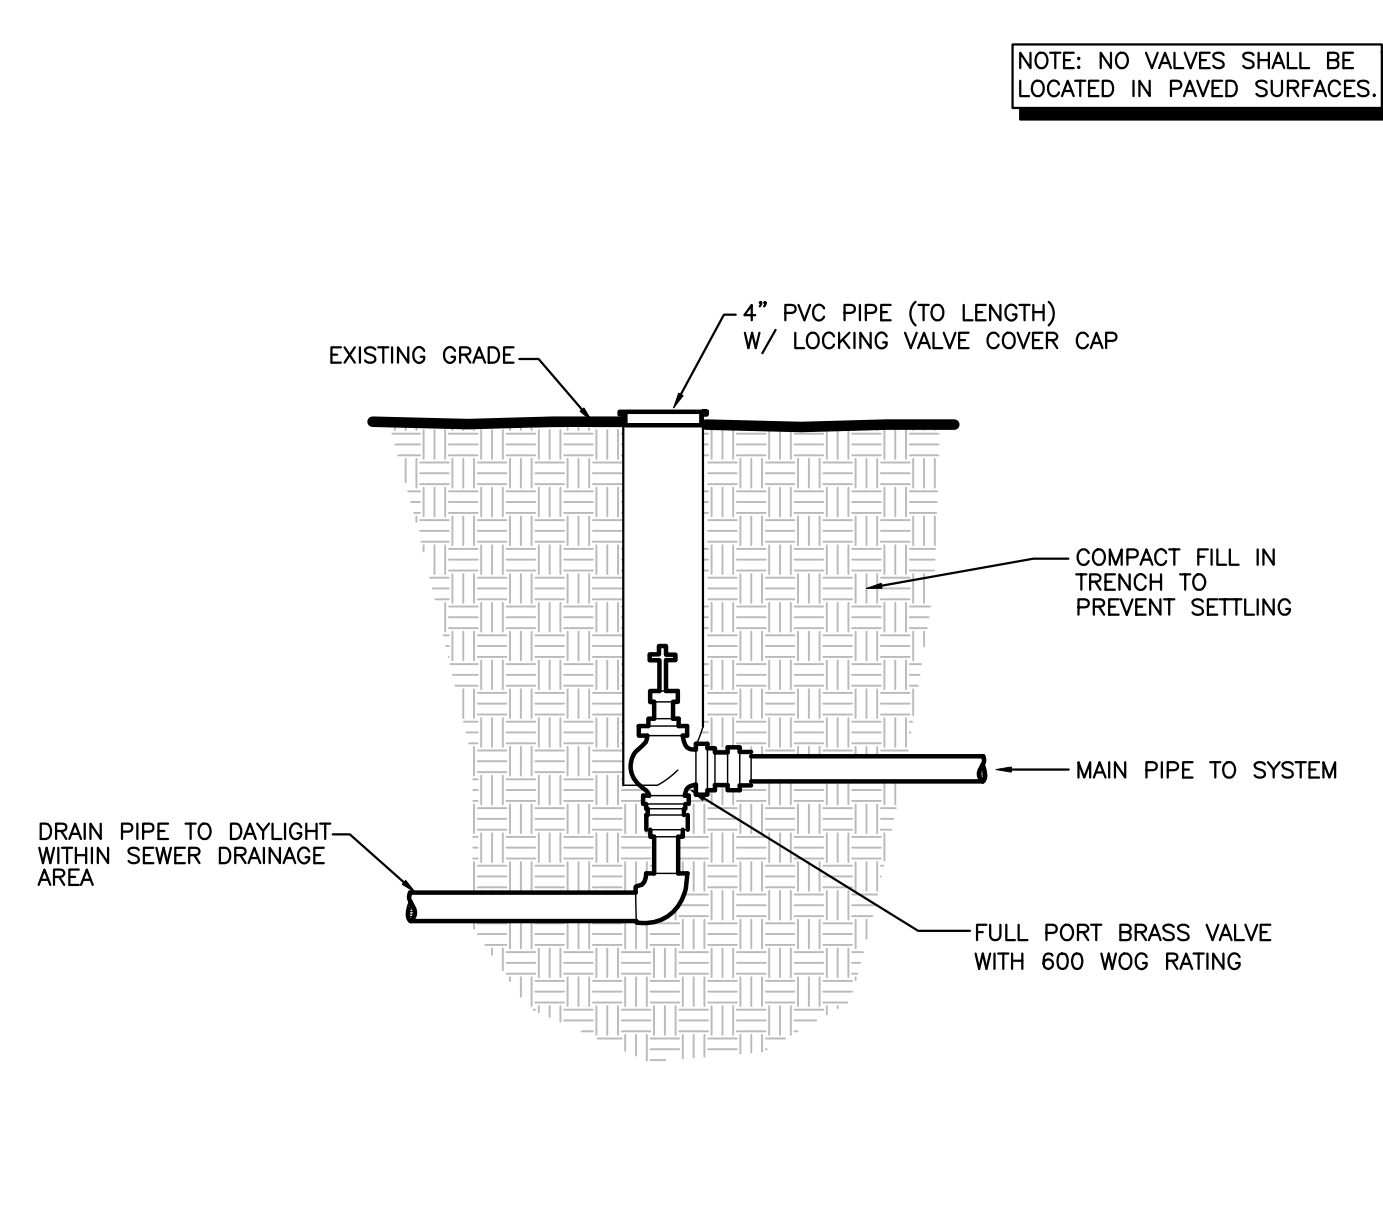 NOTE: NO VALVES SHALL BE
LOCATED IN PAVED SURFACES.
4" PVC PIPE (TO LENGTH)
W/ LOCKING VALVE COVER CAP
EXISTING GRADE
COMPACT FILL IN
TRENCH TO
PREVENT SETTLING
MAIN PIPE TO SYSTEM
DRAIN PIPE TO DAYLIGHT
WITHIN SEWER DRAINAGE
AREA
FULL PORT BRASS VALVE
WITH 600 WOG RATING